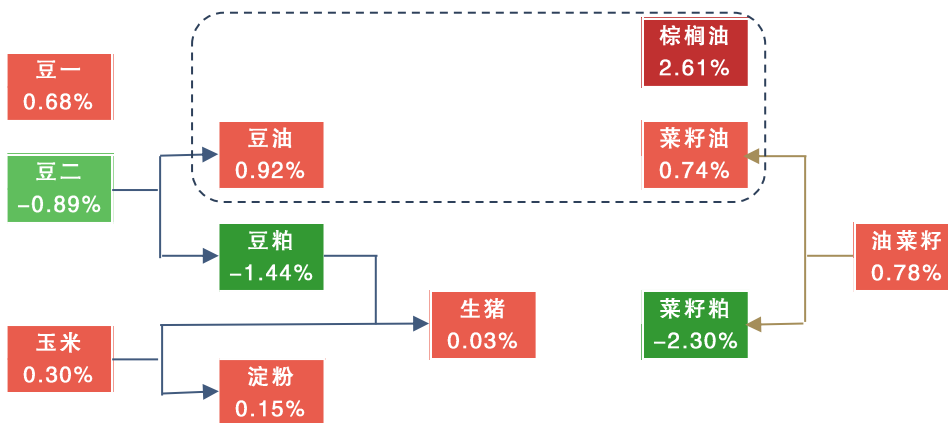 棕榈油
2.61%
豆一
0.68%
豆油
0.92%
菜籽油
0.74%
豆二
-0.89%
豆粕
-1.44%
油菜籽
0.78%
生猪
0.03%
菜籽粕
-2.30%
玉米
0.30%
淀粉
0.15%